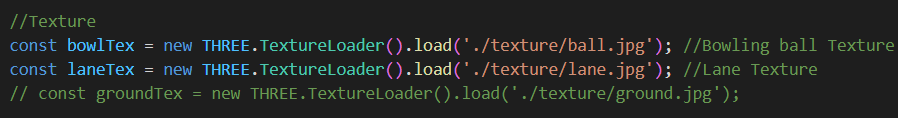 //Texture
const bowlTex = new THREE.TextureLoader().load('./texture/ball.jpg'); //Bowling ball Texture
const laneTex = new THREE.TextureLoader().load('./texture/lane.jpg'); //Lane Texture
// const groundTex = new THREE.TextureLoader().load('./texture/ground.jpg');